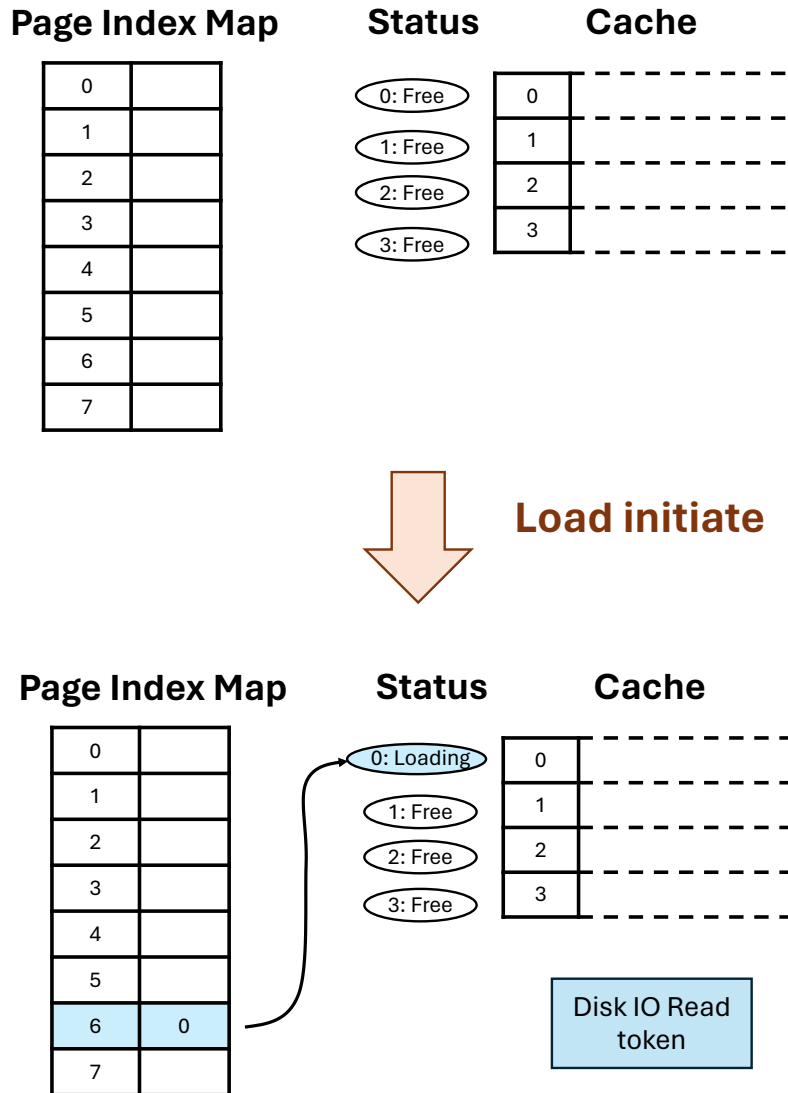 Page Index Map
Status
Cache
0
1
2
3
4
5
6
7
0: Free
1: Free
2: Free
3: Free
0
1
2
3
Load initiate
Page Index Map
Status
Cache
0
1
2
3
4
5
6 0
7
0: Loading
1: Free
2: Free
3: Free
0
1
2
3
Disk IO Read
token